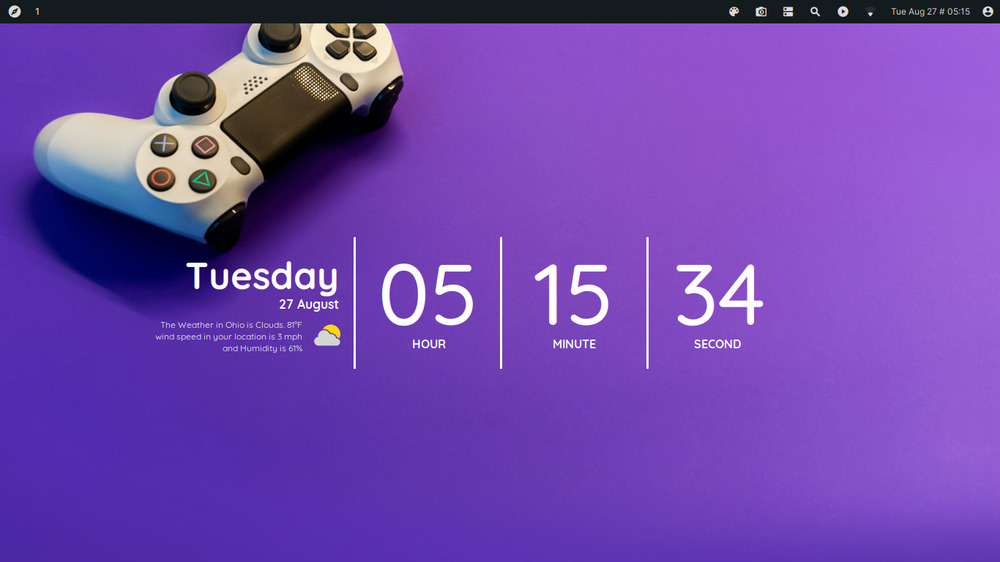 1
Tue Aug 27 # 05:15
Tuesday
27 August
The Weather in Ohio is Clouds. 81°F
wind speed in your location is 3 mph
and Humidity is 61%
05
HOUR
15
MINUTE
34
SECOND